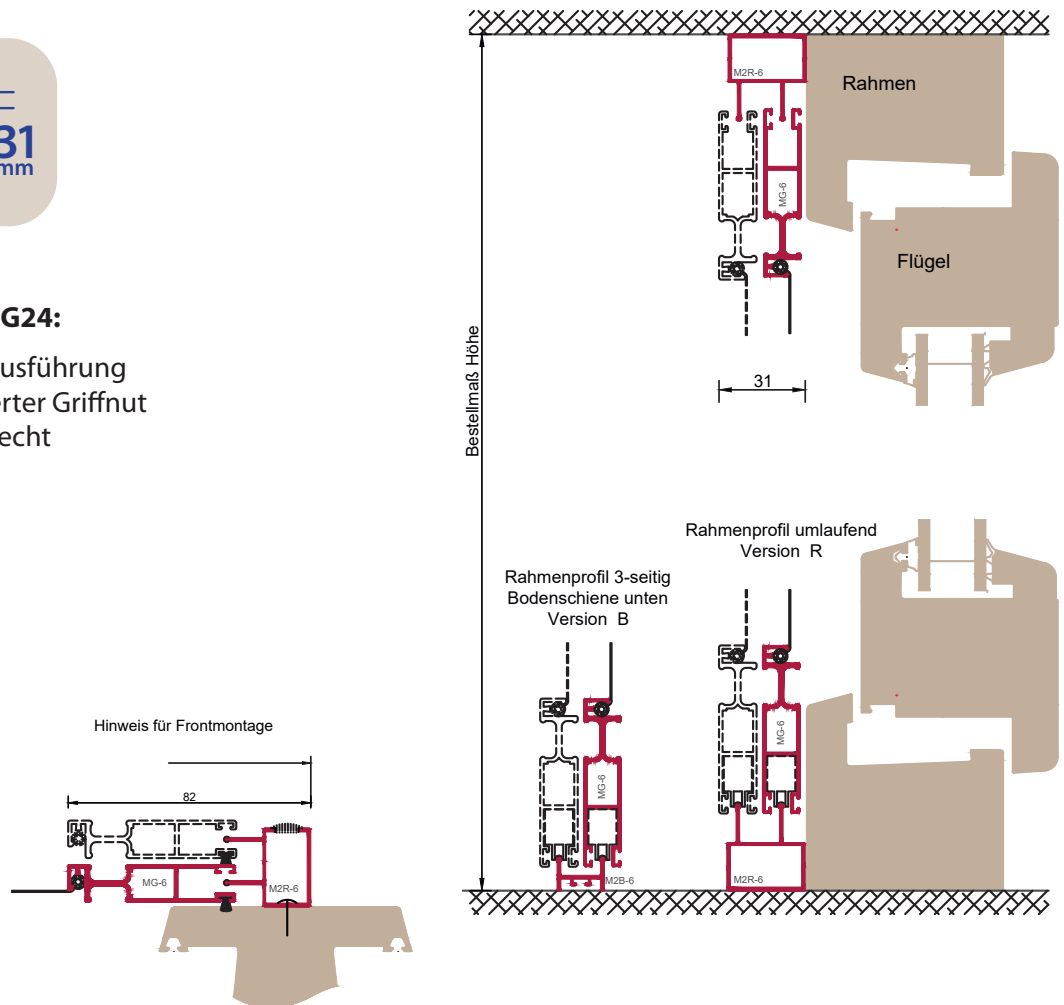 31
mm
G24:
usführung
erter Griffnut
echt
Bestellmaß Höhe
M2R-6
Rahmen
MG-6
Flügel
31
Rahmenprofil umlaufend
Version R
Rahmenprofil 3-seitig
Bodenschiene unten
Version B
MG-6
MG-6
M2B-6
M2R-6
Hinweis für Frontmontage
82
MG-6
M2R-6